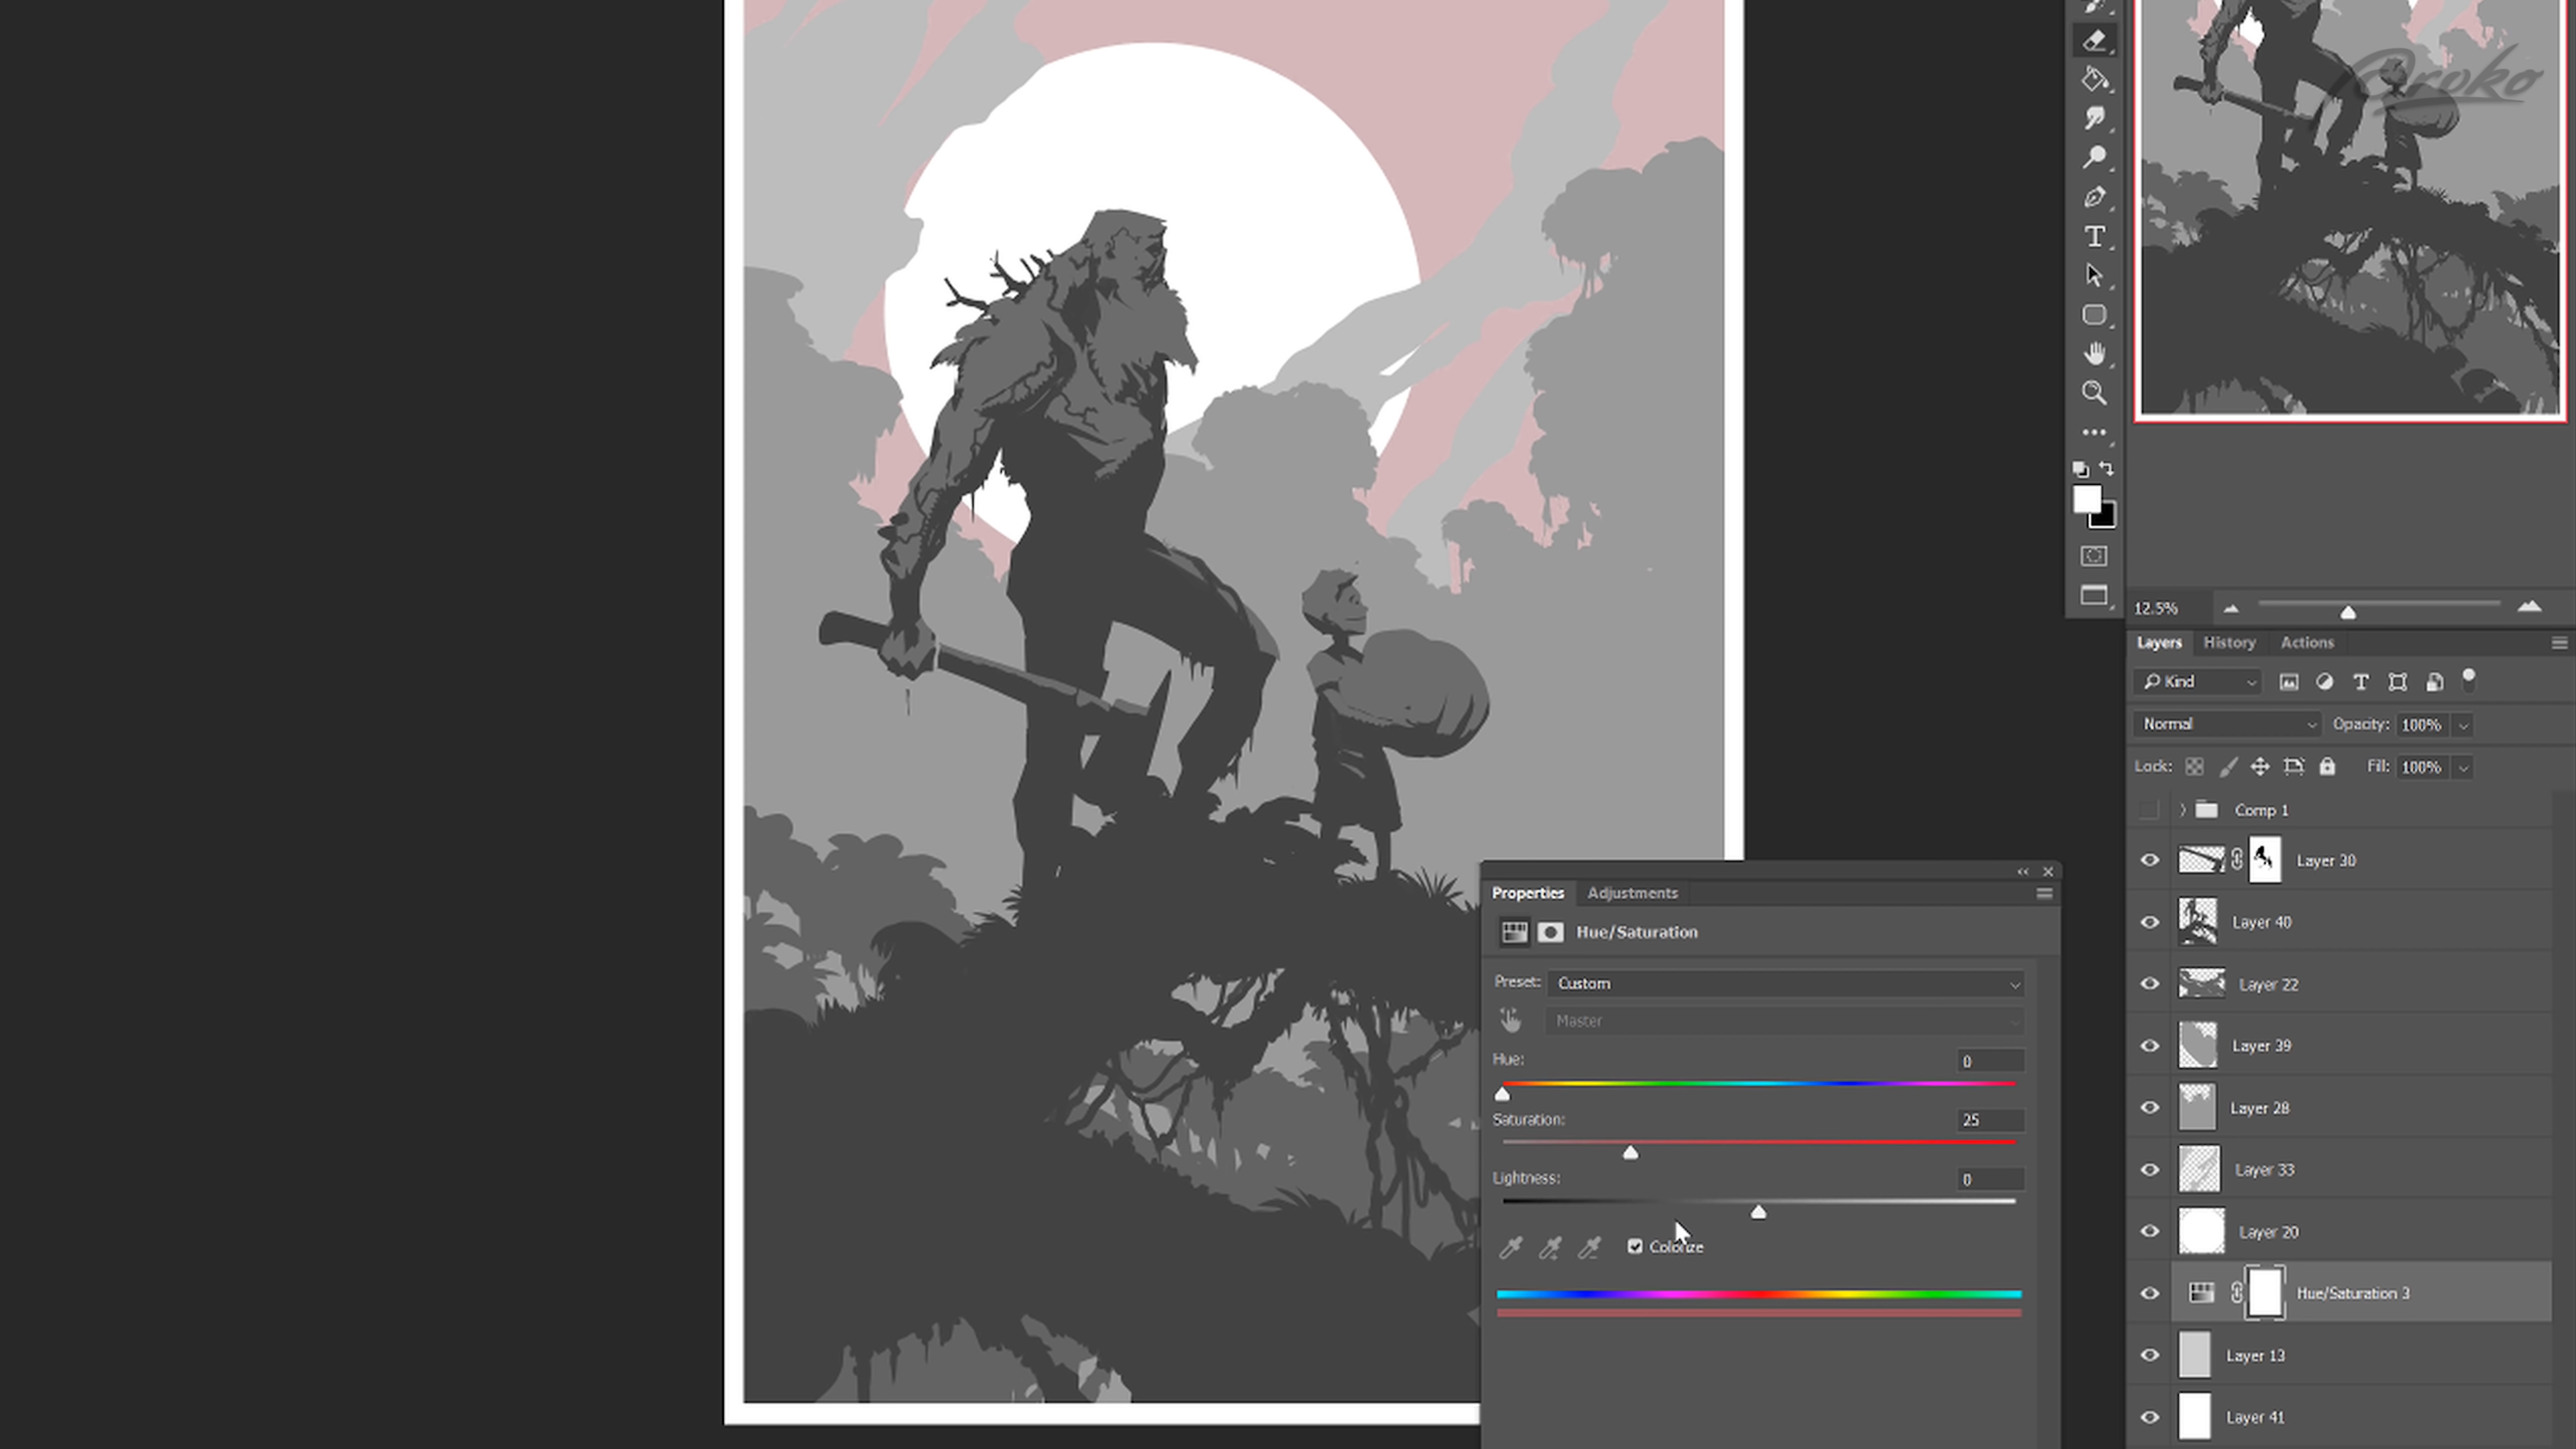 Proko
12.5%
Layers History Actions
Kind
Normal Opacity: 100%
Lock: Fill: 100%
Comp 1
Layer 30
Layer 40
Layer 22
Layer 39
Layer 28
Layer 33
Layer 20
Hue/Saturation 3
Layer 13
Layer 41
Properties Adjustments
Hue/Saturation
Preset: Custom
Master
Hue: 0
Saturation: 25
Lightness: 0
Colorize